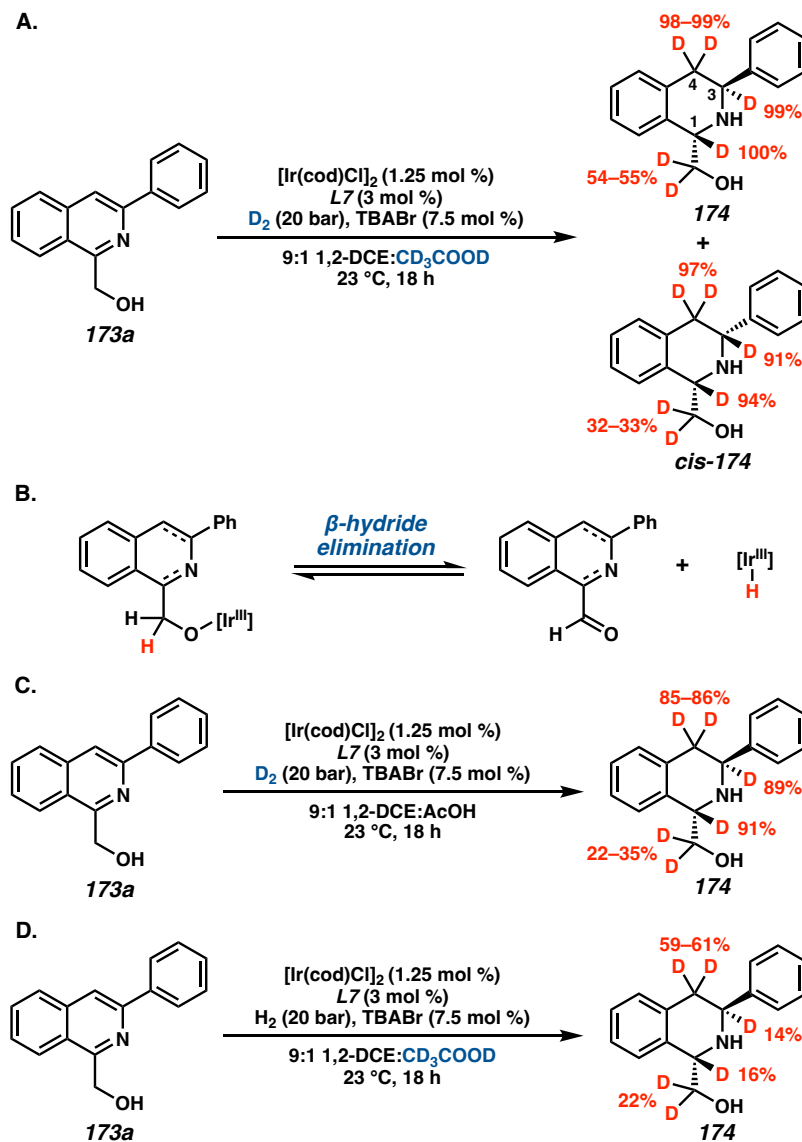 A.
98–99%
D D
4
3
D 99%
NH
1
D 100%
D
54–55%
D
OH
174
N
OH
173a
[Ir(cod)Cl]2 (1.25 mol %)
L7 (3 mol %)
D2 (20 bar), TBABr (7.5 mol %)
9:1 1,2-DCE:CD3COOD
23 °C, 18 h
+
97%
D D
D 91%
NH
D 94%
D
32–33%
D
OH
cis-174
B.
Ph
N
H
H
O
[IrIII]
β-hydride
elimination
Ph
N
H
O
+
[IrIII]
H
C.
N
OH
173a
[Ir(cod)Cl]2 (1.25 mol %)
L7 (3 mol %)
D2 (20 bar), TBABr (7.5 mol %)
9:1 1,2-DCE:AcOH
23 °C, 18 h
85–86%
D D
D 89%
NH
D 91%
D
22–35%
D
OH
174
D.
N
OH
173a
[Ir(cod)Cl]2 (1.25 mol %)
L7 (3 mol %)
H2 (20 bar), TBABr (7.5 mol %)
9:1 1,2-DCE:CD3COOD
23 °C, 18 h
59–61%
D D
D 14%
NH
D 16%
D
22%
D
OH
174